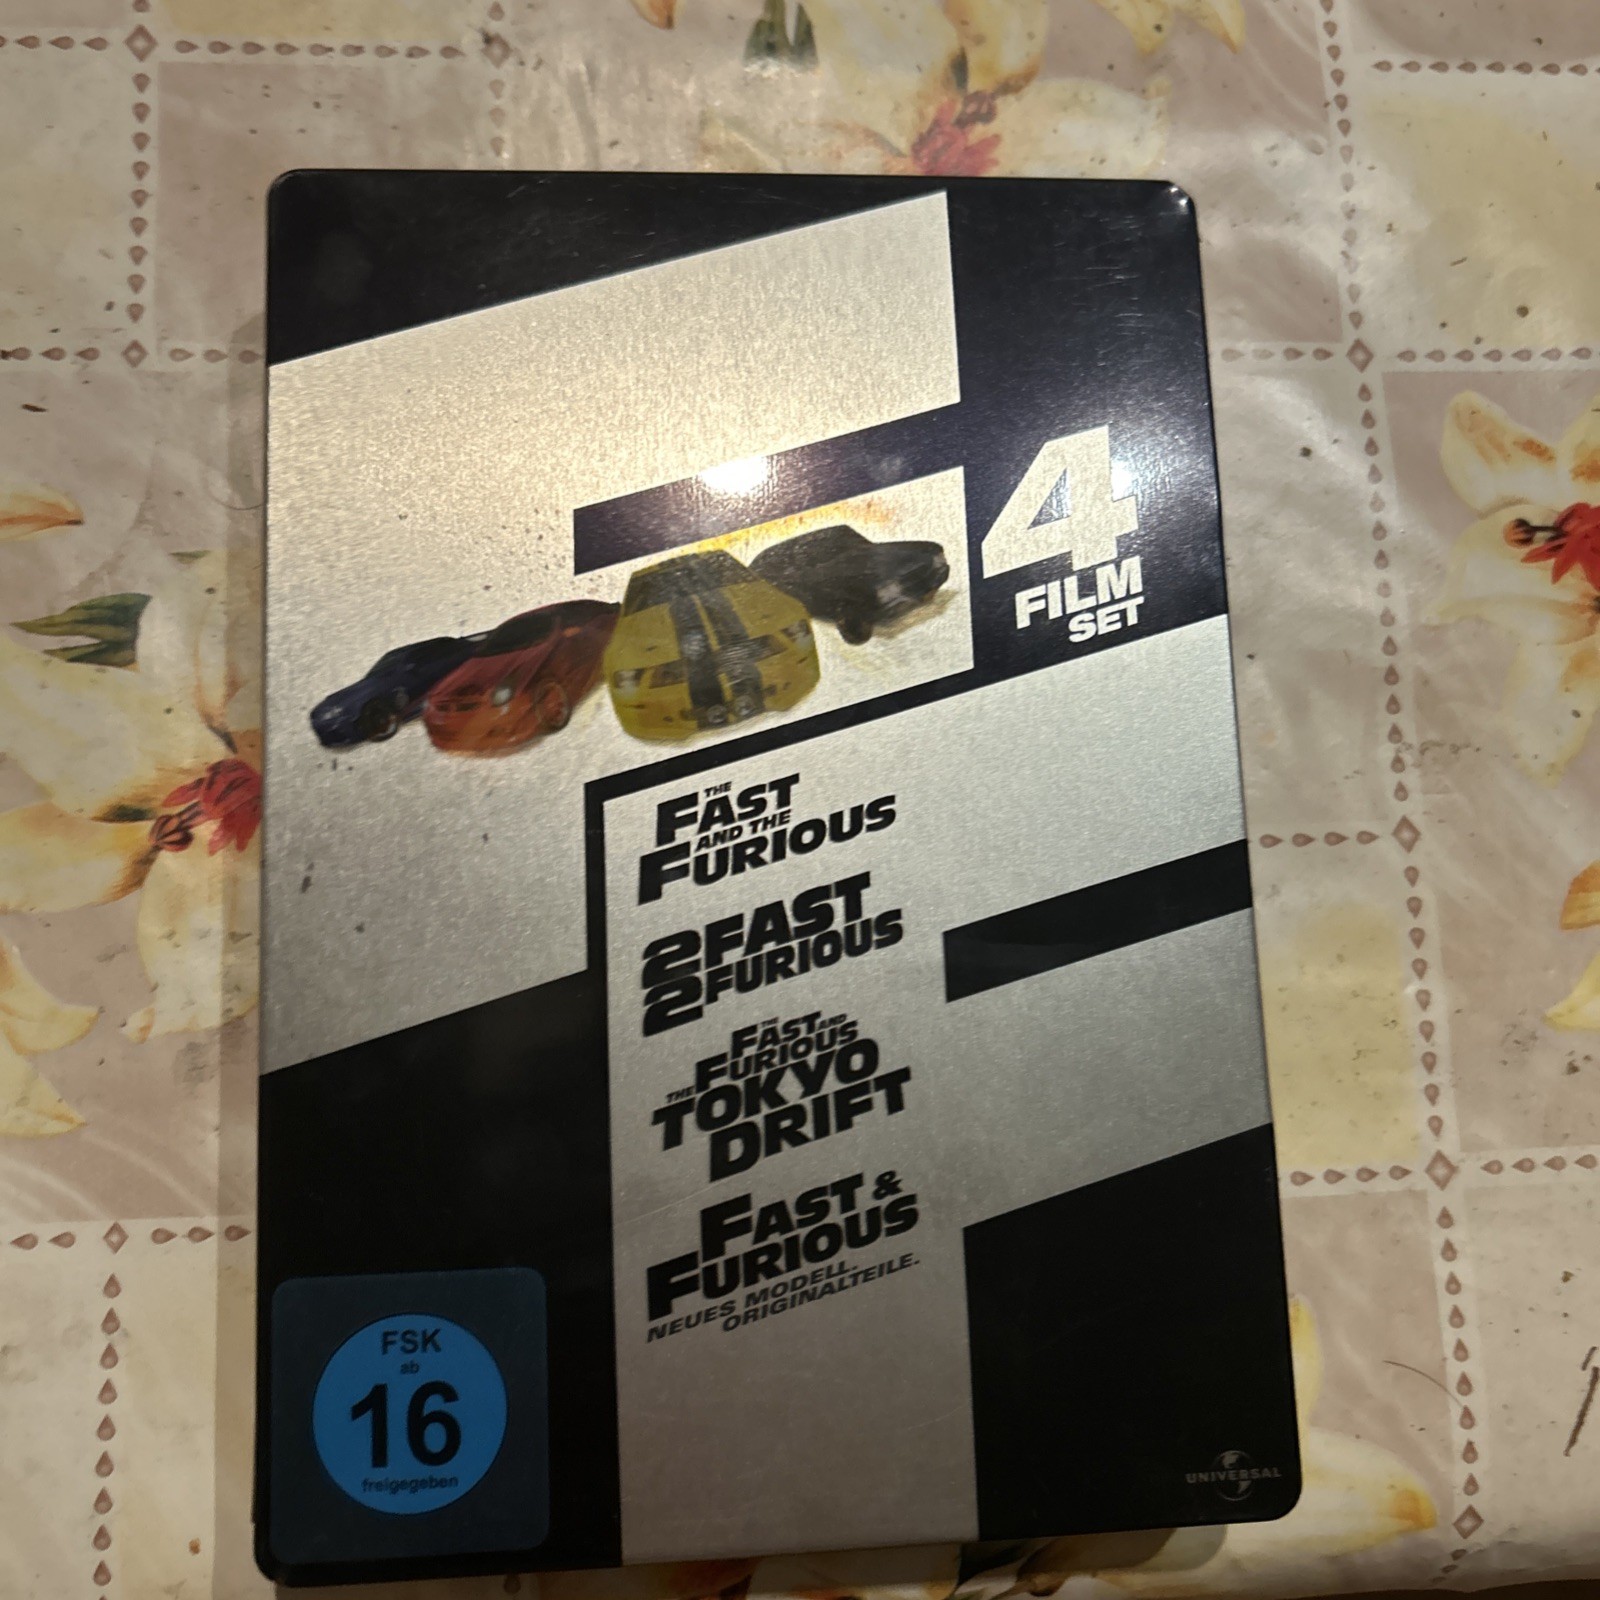 4
FILM
SET
THE
FAST
AND THE
FURIOUS
2FAST
2FURIOUS
THE
FAST AND
THE FURIOUS
TOKYO
DRIFT
FAST &
FURIOUS
NEUES MODELL.
ORIGINALTEILE.
FSK
ab
16
freigegeben
UNIVERSAL